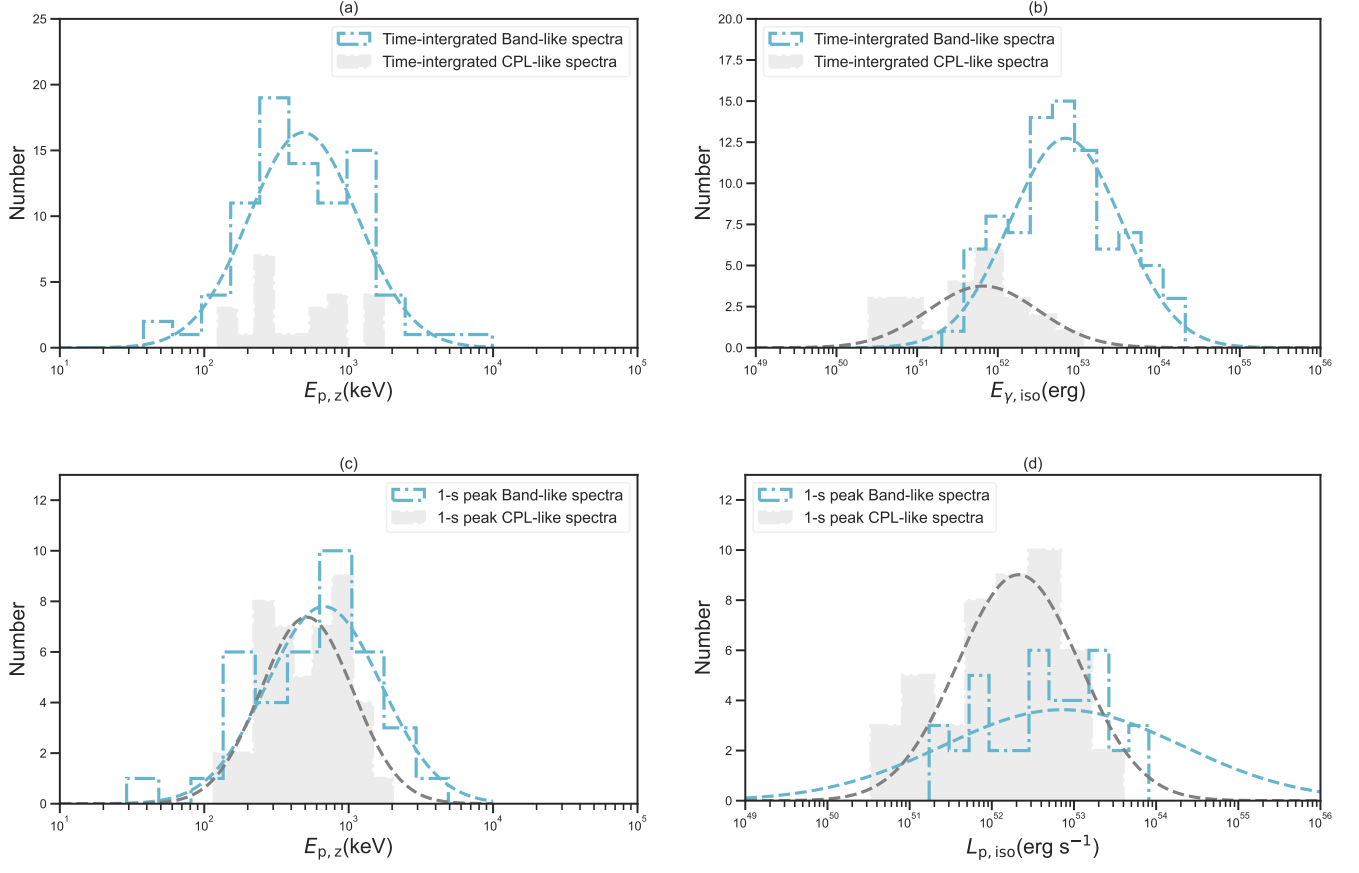 (a)
25
20
15
10
5
0
Number
Time-intergrated Band-like spectra
Time-intergrated CPL-like spectra
10^1 10^2 10^3 10^4 10^5
E_p, z(keV)
(b)
20.0
17.5
15.0
12.5
10.0
7.5
5.0
2.5
0.0
Number
Time-intergrated Band-like spectra
Time-intergrated CPL-like spectra
10^49 10^50 10^51 10^52 10^53 10^54 10^55 10^56
E_γ, iso(erg)
(c)
12
10
8
6
4
2
0
Number
1-s peak Band-like spectra
1-s peak CPL-like spectra
10^1 10^2 10^3 10^4 10^5
E_p, z(keV)
(d)
12
10
8
6
4
2
0
Number
1-s peak Band-like spectra
1-s peak CPL-like spectra
10^49 10^50 10^51 10^52 10^53 10^54 10^55 10^56
L_p, iso(erg s^−1)